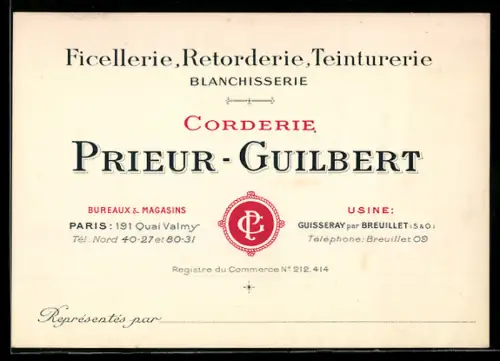 Ficellerie, Retorderie, Teinturerie
BLANCHISSERIE
CORDERIE
PRIEUR-GUILBERT
BUREAUX & MAGASINS
PARIS: 191 Quai Valmy
Tél: Nord 40-27 et 80-31
PG
USINE:
GUISSERAY par BREUILLET (S&O)
Téléphone: Breuillet 09
Registre du Commerce N° 212.414
Représentés par